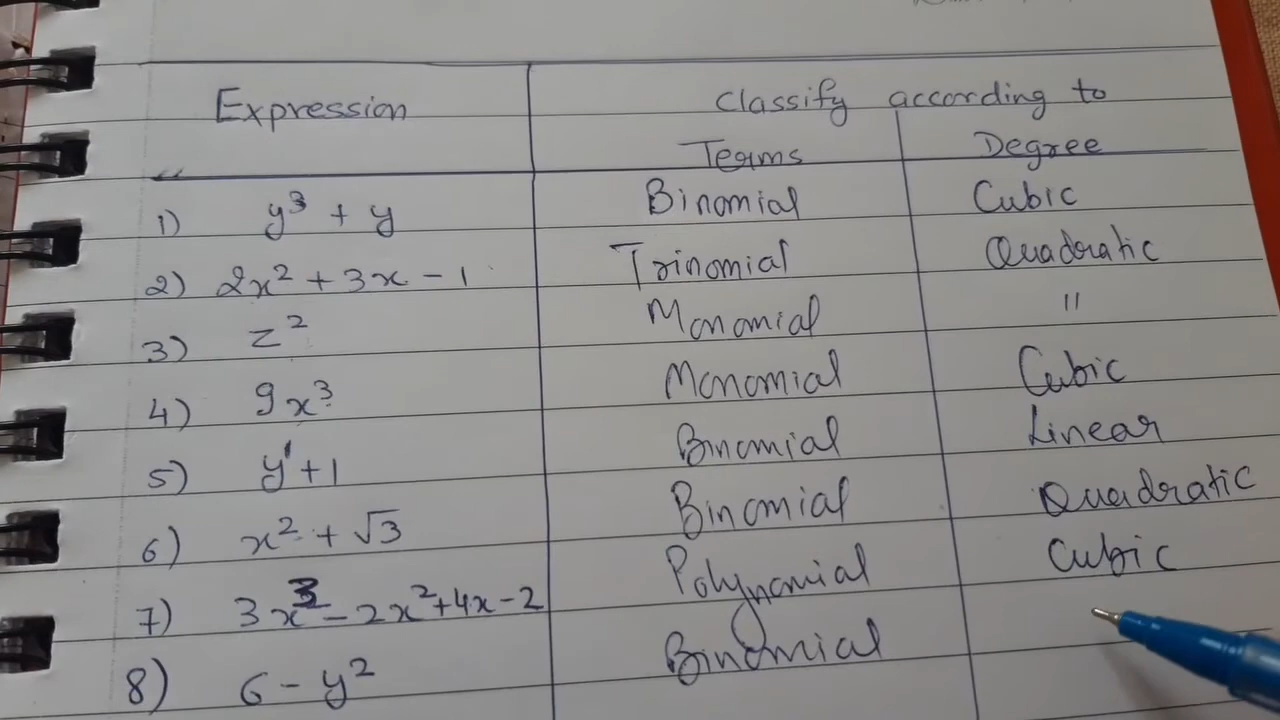 Expression Classify according to
Terms Degree
1) y³ + y Binomial Cubic
2) 2x² + 3x - 1 Trinomial Quadratic
3) z² Monomial "
4) 9x³ Monomial Cubic
5) y¹ + 1 Binomial Linear
6) x² + √3 Binomial Quadratic
7) 3x³ - 2x² + 4x - 2 Polynomial Cubic
8) 6 - y² Binomial